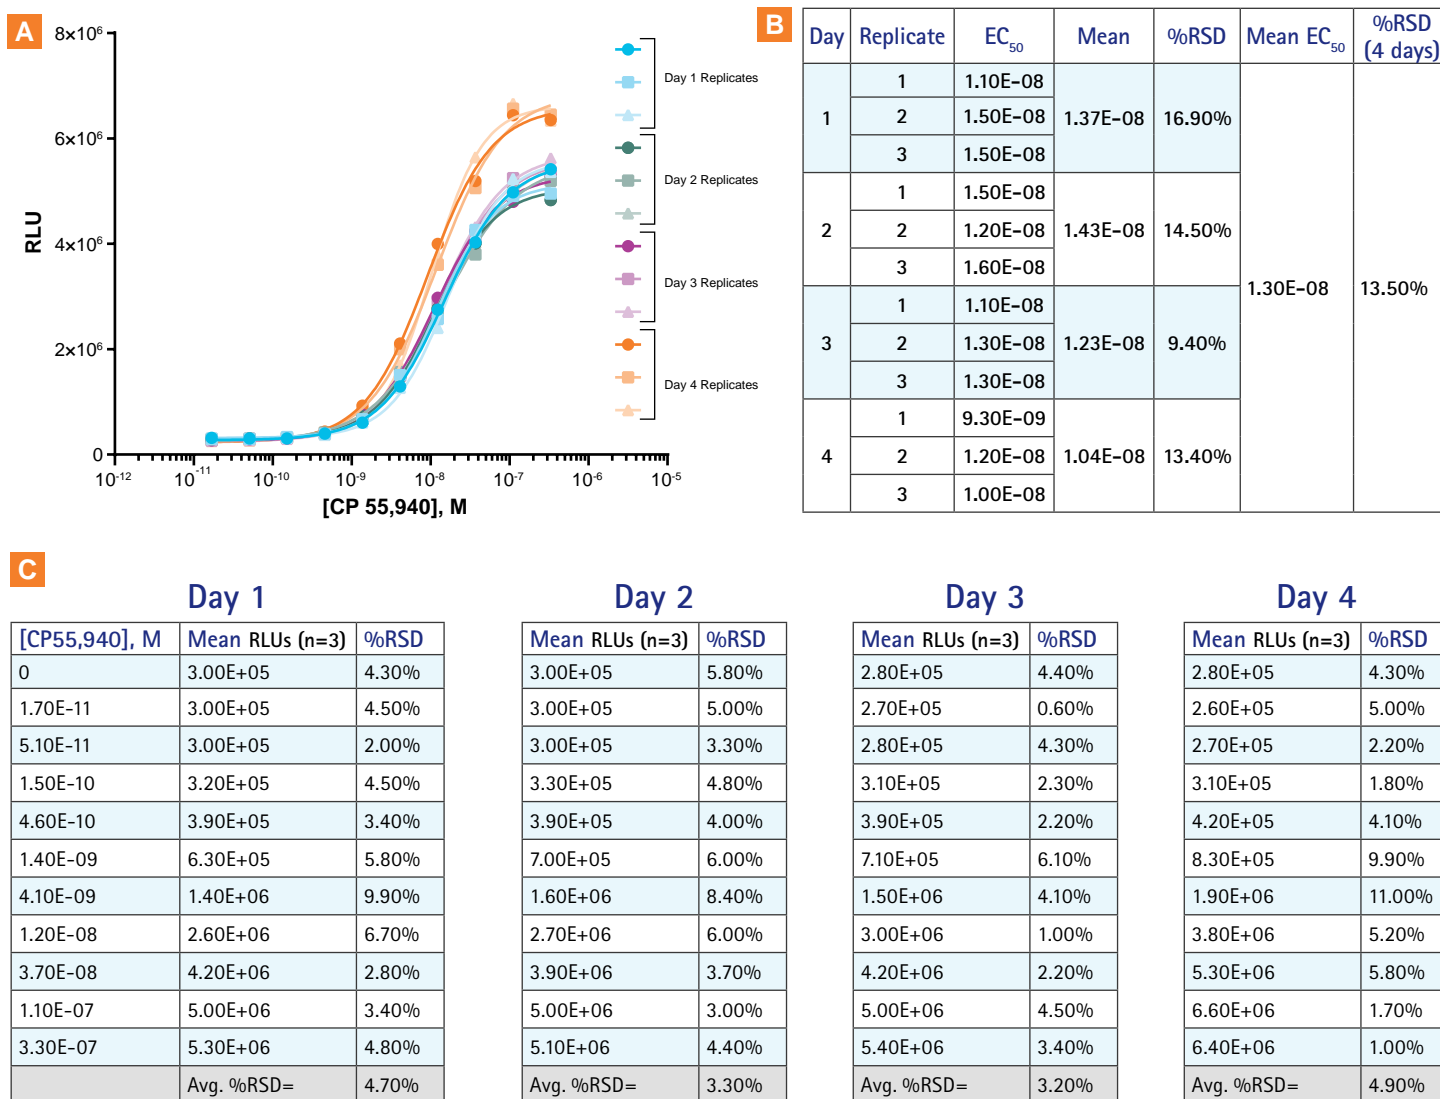 A
8x10⁶
6x10⁶
4x10⁶
2x10⁶
0
RLU
10⁻¹² 10⁻¹¹ 10⁻¹⁰ 10⁻⁹ 10⁻⁸ 10⁻⁷ 10⁻⁶ 10⁻⁵
[CP 55,940], M
Day 1 Replicates
Day 2 Replicates
Day 3 Replicates
Day 4 Replicates
B
Day Replicate EC₅₀ Mean %RSD Mean EC₅₀ %RSD (4 days)
1 1 1.10E-08 1.37E-08 16.90% 1.30E-08 13.50%
2 1.50E-08
3 1.50E-08
2 1 1.50E-08 1.43E-08 14.50%
2 1.20E-08
3 1.60E-08
3 1 1.10E-08 1.23E-08 9.40%
2 1.30E-08
3 1.30E-08
4 1 9.30E-09 1.04E-08 13.40%
2 1.20E-08
3 1.00E-08
C
Day 1 Day 2 Day 3 Day 4
[CP55,940], M Mean RLUs (n=3) %RSD Mean RLUs (n=3) %RSD Mean RLUs (n=3) %RSD Mean RLUs (n=3) %RSD
0 3.00E+05 4.30% 3.00E+05 5.80% 2.80E+05 4.40% 2.80E+05 4.30%
1.70E-11 3.00E+05 4.50% 3.00E+05 5.00% 2.70E+05 0.60% 2.60E+05 5.00%
5.10E-11 3.00E+05 2.00% 3.00E+05 3.30% 2.80E+05 4.30% 2.70E+05 2.20%
1.50E-10 3.20E+05 4.50% 3.30E+05 4.80% 3.10E+05 2.30% 3.10E+05 1.80%
4.60E-10 3.90E+05 3.40% 3.90E+05 4.00% 3.90E+05 2.20% 4.20E+05 4.10%
1.40E-09 6.30E+05 5.80% 7.00E+05 6.00% 7.10E+05 6.10% 8.30E+05 9.90%
4.10E-09 1.40E+06 9.90% 1.60E+06 8.40% 1.50E+06 4.10% 1.90E+06 11.00%
1.20E-08 2.60E+06 6.70% 2.70E+06 6.00% 3.00E+06 1.00% 3.80E+06 5.20%
3.70E-08 4.20E+06 2.80% 3.90E+06 3.70% 4.20E+06 2.20% 5.30E+06 5.80%
1.10E-07 5.00E+06 3.40% 5.00E+06 3.00% 5.00E+06 4.50% 6.60E+06 1.70%
3.30E-07 5.30E+06 4.80% 5.10E+06 4.40% 5.40E+06 3.40% 6.40E+06 1.00%
Avg. %RSD= 4.70% Avg. %RSD= 3.30% Avg. %RSD= 3.20% Avg. %RSD= 4.90%